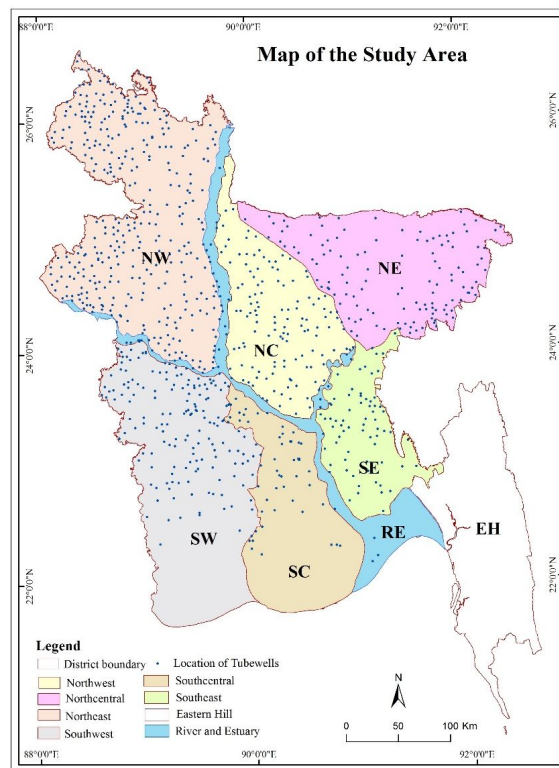 88°0'0"E 90°0'0"E 92°0'0"E
Map of the Study Area
26°0'0"N 26°0'0"N
NW
NE
NC
24°0'0"N 24°0'0"N
SE
SW
RE
EH
SC
22°0'0"N 22°0'0"N
Legend
District boundary Location of Tubewells
Northwest Southcentral
Northcentral Southeast
Northeast Eastern Hill
Southwest River and Estuary
N
0 50 100 Km
88°0'0"E 90°0'0"E 92°0'0"E